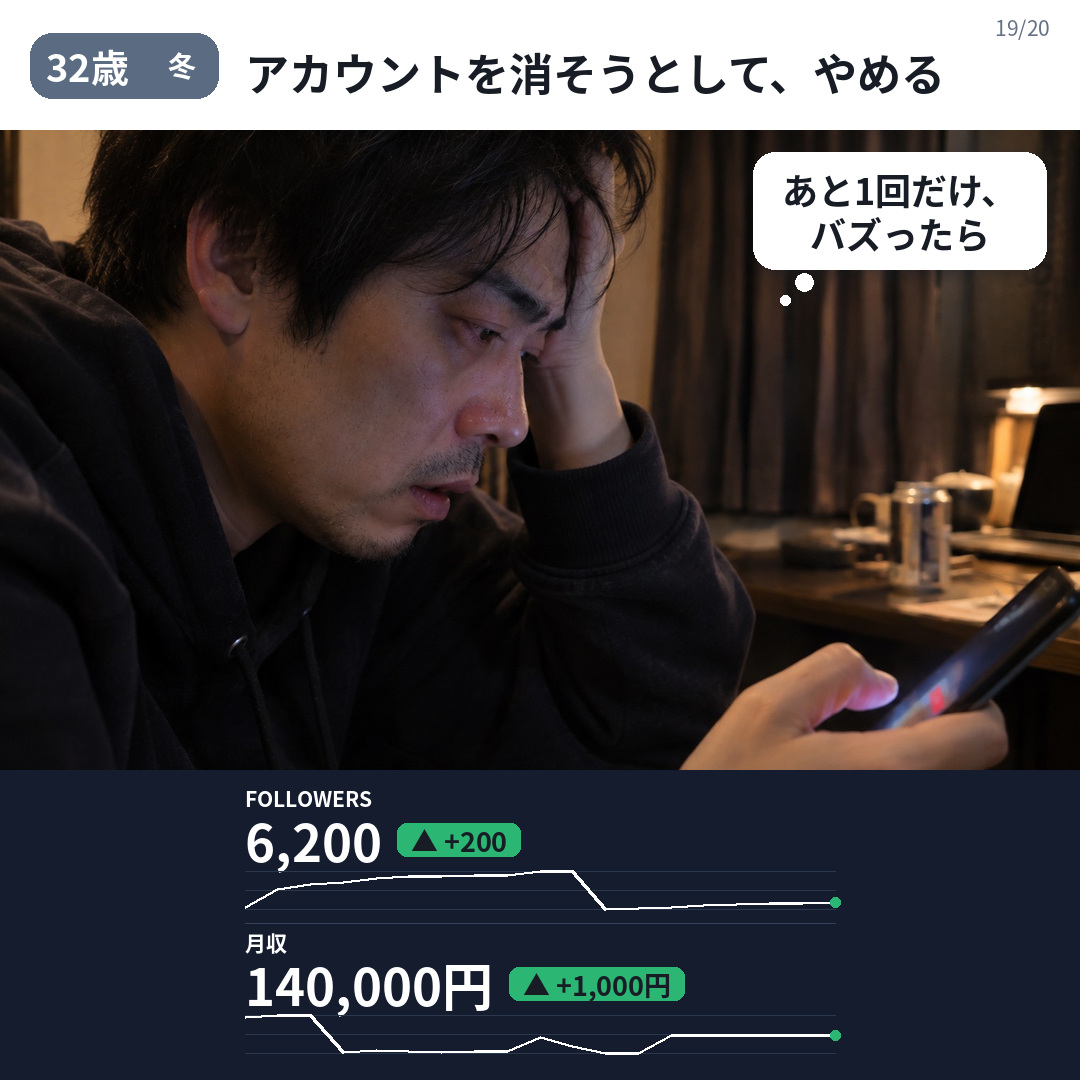 19/20
32歳 冬
アカウントを消そうとして、やめる
あと1回だけ、
バズったら
FOLLOWERS
6,200 ▲ +200
月収
140,000円 ▲ +1,000円